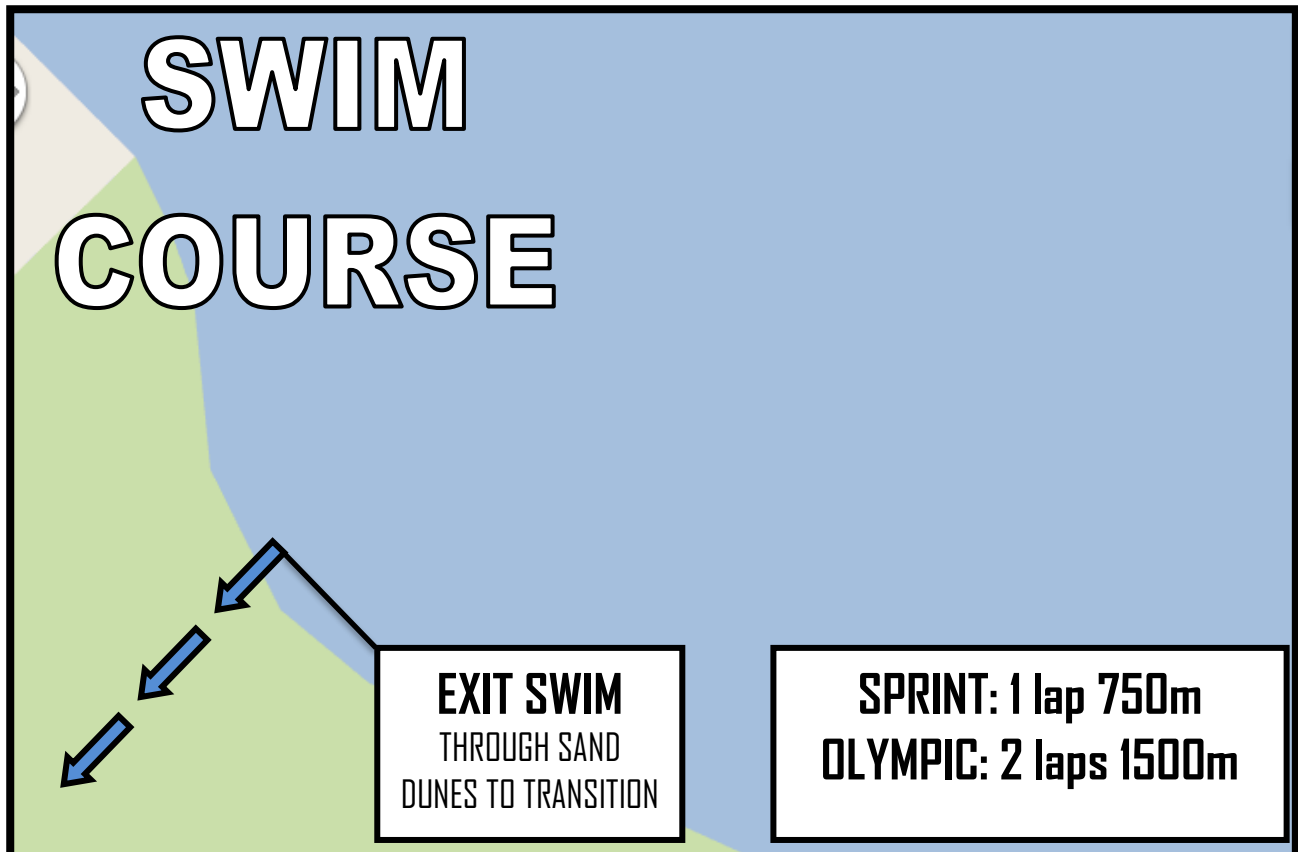 SWIM
COURSE
EXIT SWIM
THROUGH SAND
DUNES TO TRANSITION
SPRINT: 1 lap 750m
OLYMPIC: 2 laps 1500m